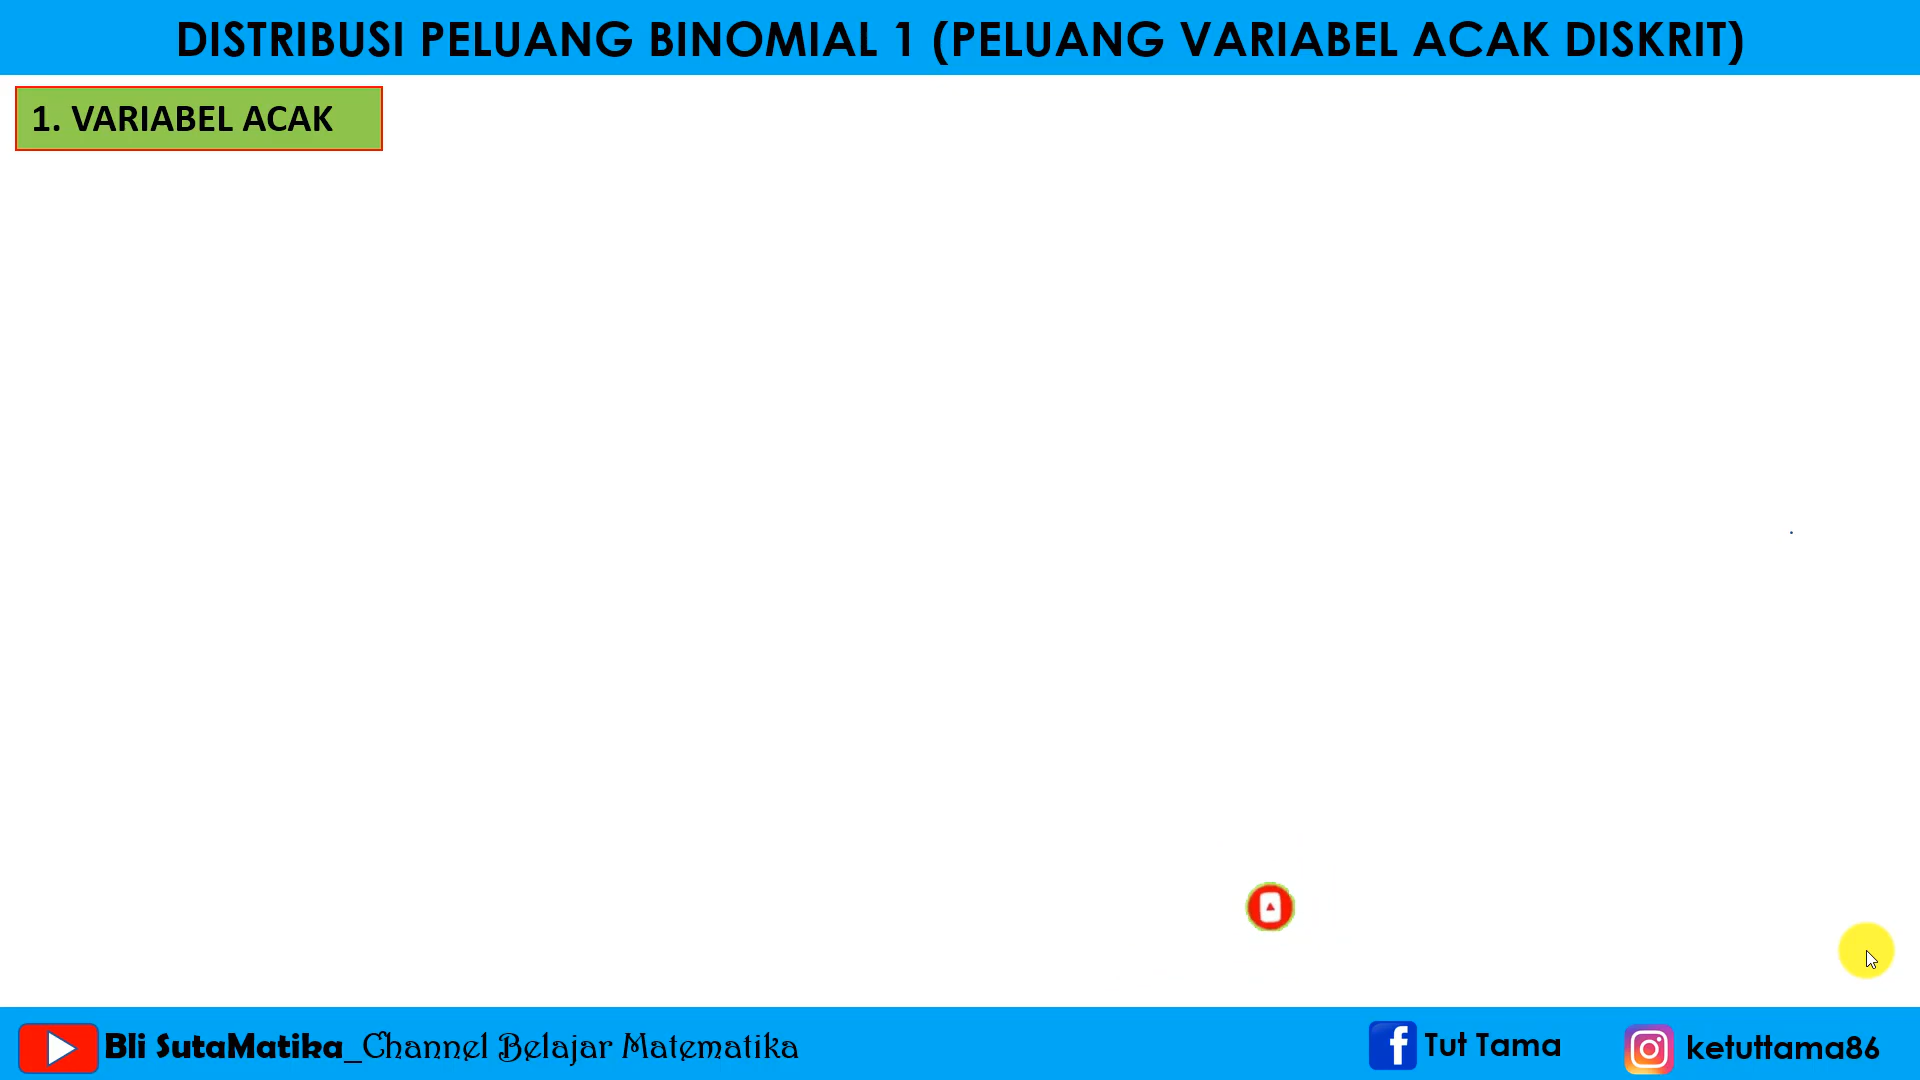 DISTRIBUSI PELUANG BINOMIAL 1 (PELUANG VARIABEL ACAK DISKRIT)
1. VARIABEL ACAK
Bli SutaMatika_Channel Belajar Matematika
Tut Tama
ketuttama86